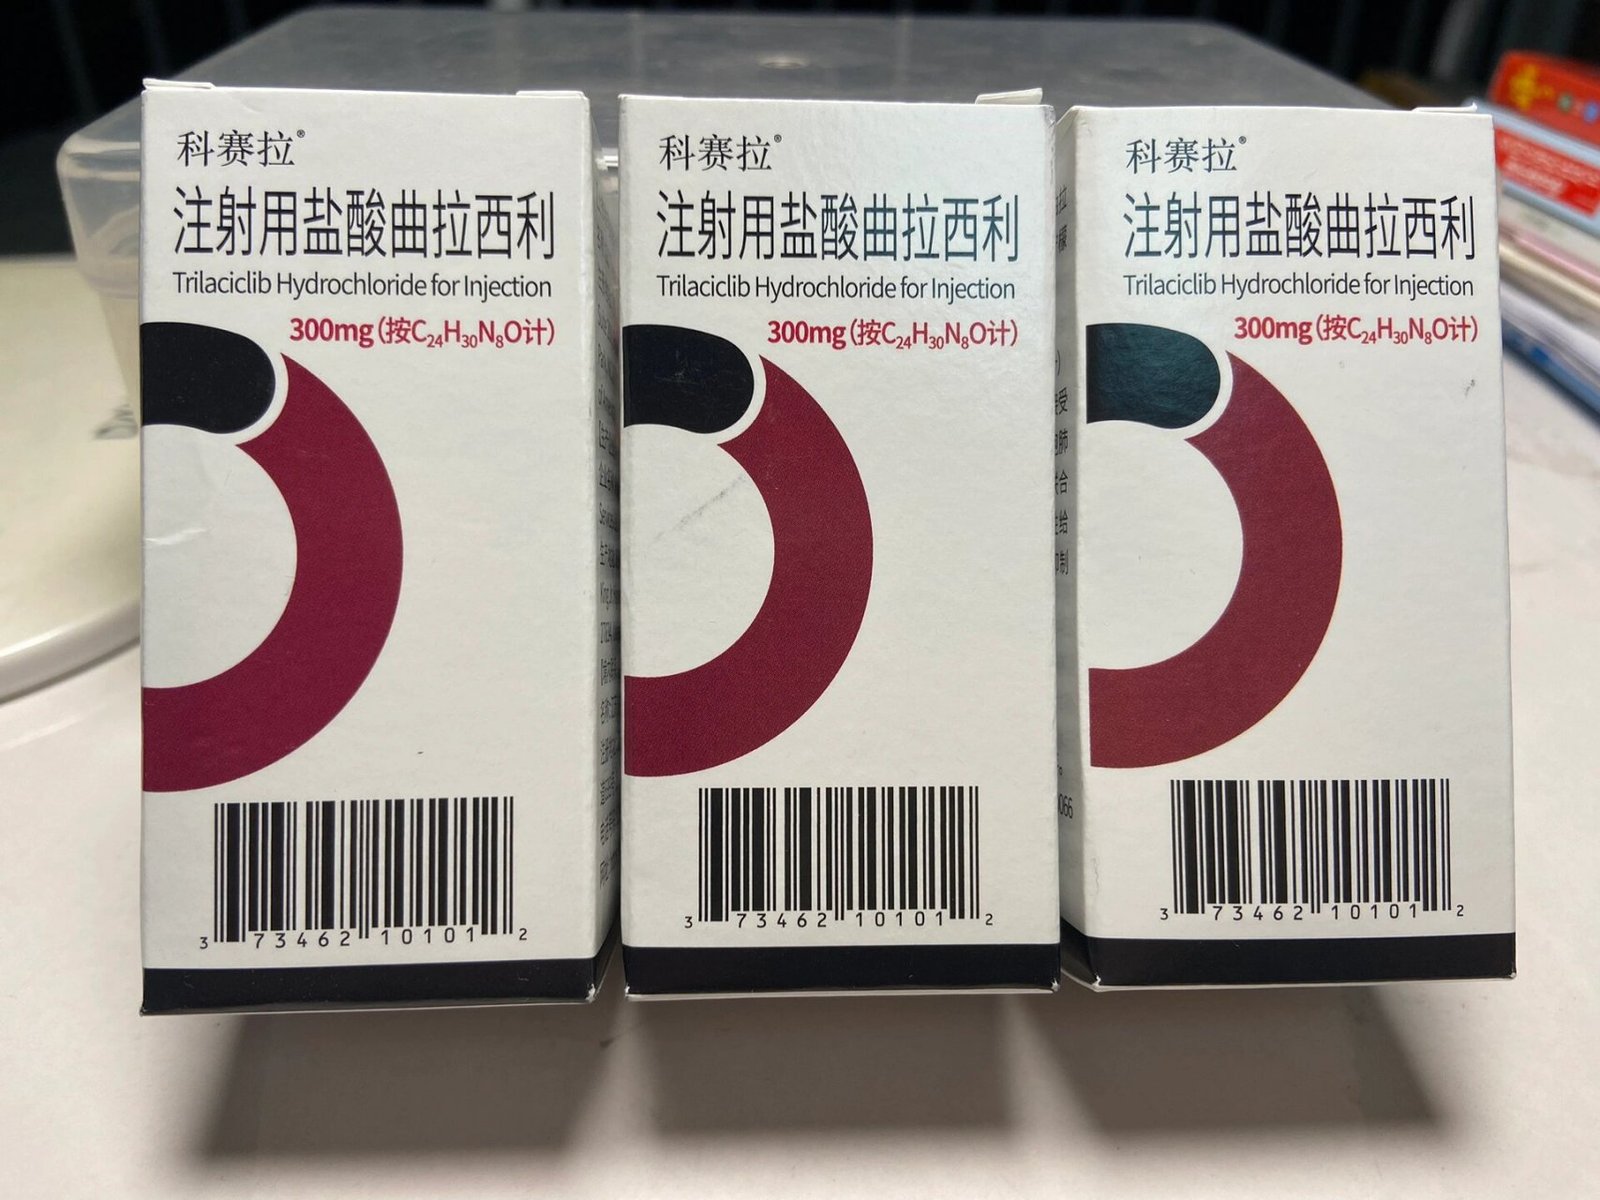 科赛拉®
注射用盐酸曲拉西利
Trilaciclib Hydrochloride for Injection
300mg(按C₂₄H₃₀N₈O计)
3 73462 10101 2
科赛拉®
注射用盐酸曲拉西利
Trilaciclib Hydrochloride for Injection
300mg(按C₂₄H₃₀N₈O计)
3 73462 10101 2
科赛拉®
注射用盐酸曲拉西利
Trilaciclib Hydrochloride for Injection
300mg(按C₂₄H₃₀N₈O计)
3 73462 10101 2